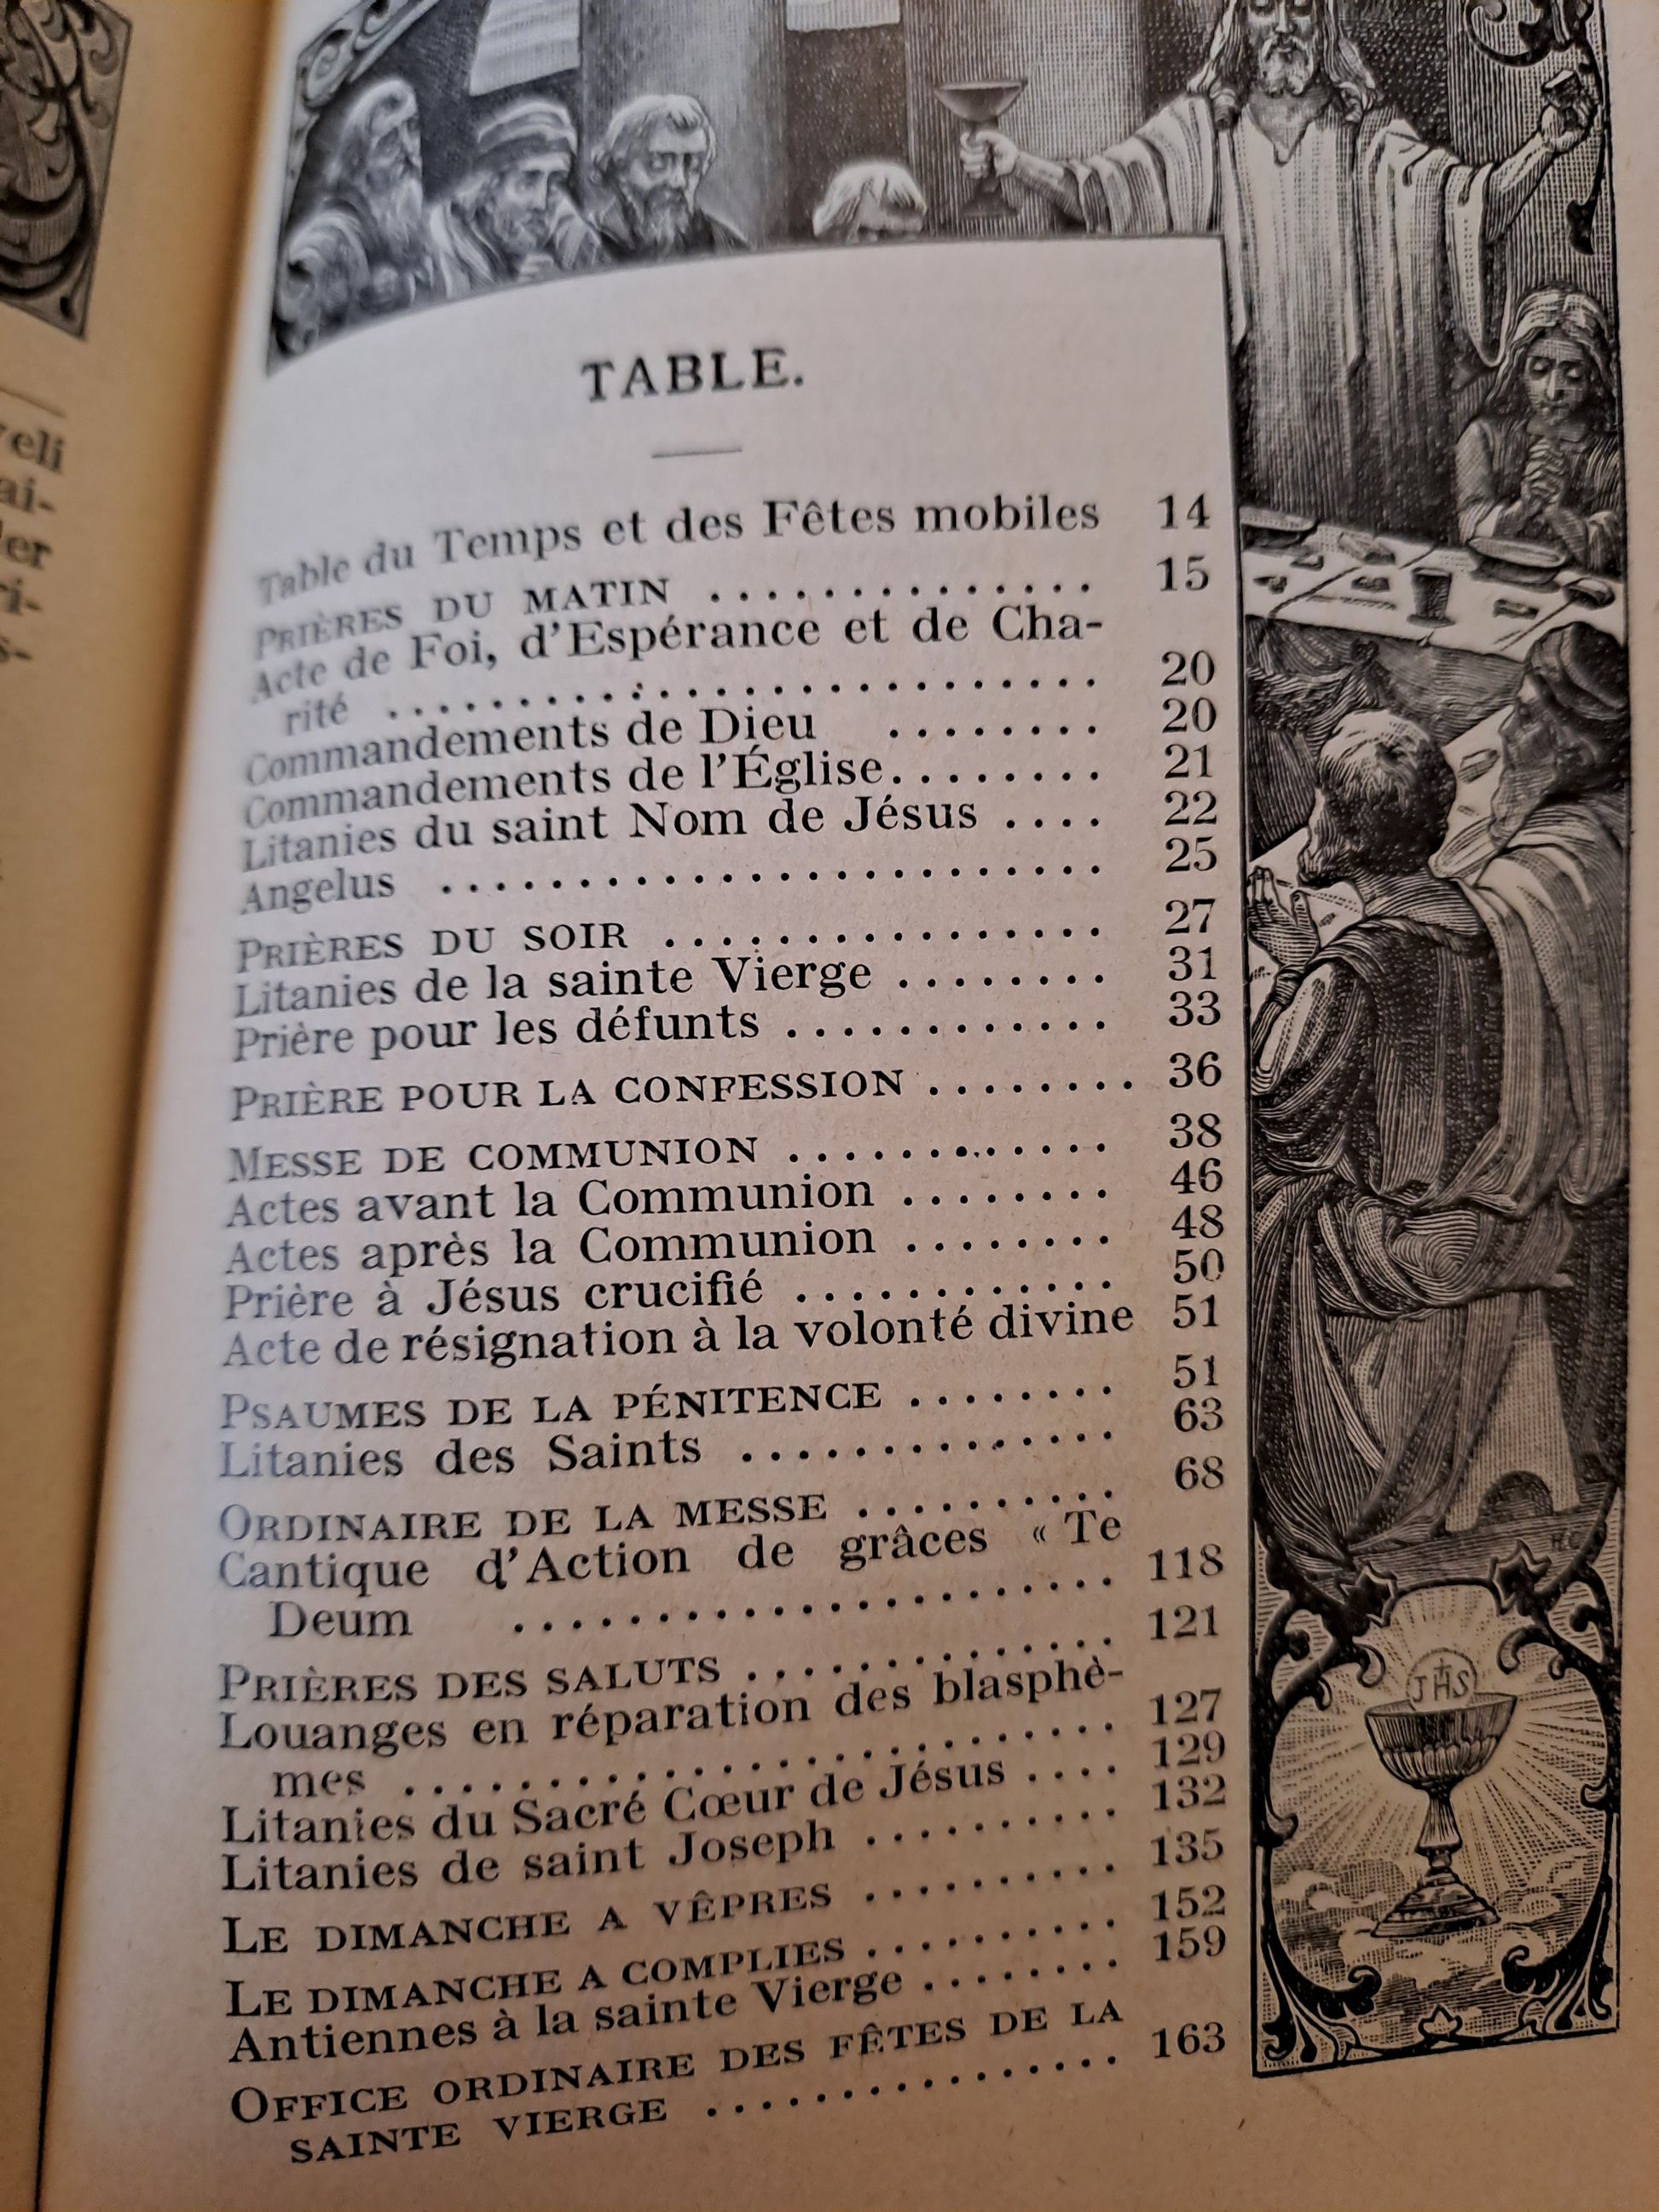 TABLE.
Table du Temps et des Fêtes mobiles 14
PRIÈRES DU MATIN .............. 15
Acte de Foi, d'Espérance et de Cha-
rité .......................... 20
Commandements de Dieu ........ 20
Commandements de l'Église........ 21
Litanies du saint Nom de Jésus .... 22
Angelus ........................ 25
PRIÈRES DU SOIR ................ 27
Litanies de la sainte Vierge ........ 31
Prière pour les défunts ............ 33
PRIÈRE POUR LA CONFESSION ........ 36
MESSE DE COMMUNION ............ 38
Actes avant la Communion ........ 46
Actes après la Communion ........ 48
Prière à Jésus crucifié ............ 50
Acte de résignation à la volonté divine 51
PSAUMES DE LA PÉNITENCE ........ 51
Litanies des Saints .............. 63
ORDINAIRE DE LA MESSE .......... 68
Cantique d'Action de grâces « Te
Deum ...................... 118
PRIÈRES DES SALUTS .............. 121
Louanges en réparation des blasphè-
mes .......................... 127
Litanies du Sacré Cœur de Jésus .... 129
Litanies de saint Joseph .......... 132
LE DIMANCHE A VÊPRES .......... 135
LE DIMANCHE A COMPLIES .......... 152
Antiennes à la sainte Vierge ........ 159
OFFICE ORDINAIRE DES FÊTES DE LA
SAINTE VIERGE ................ 163
JHS